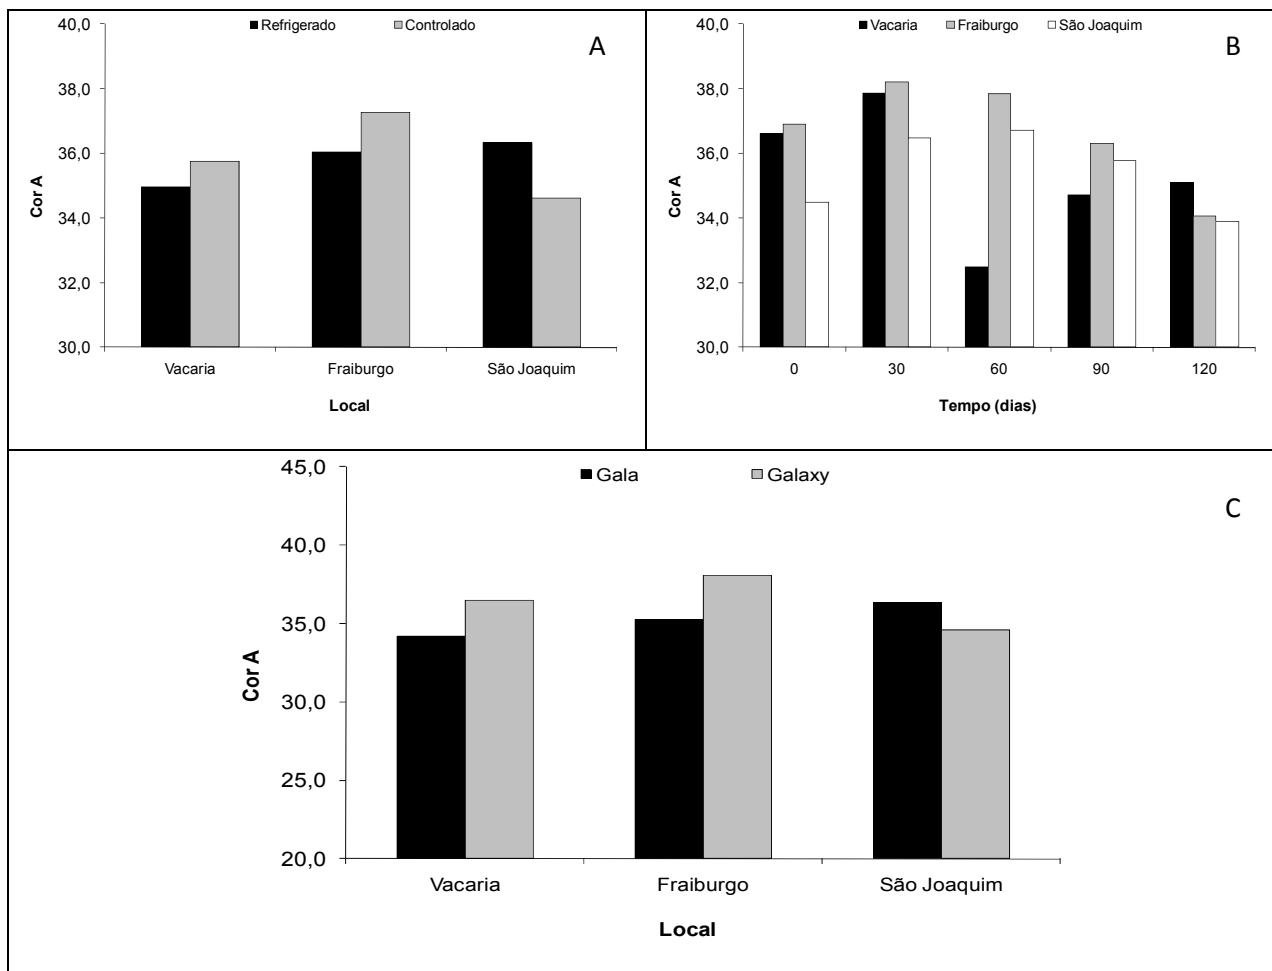 Refrigerado Controlado
A
40,0
38,0
36,0
34,0
32,0
30,0
Cor A
Vacaria Fraiburgo São Joaquim
Local
Vacaria Fraiburgo São Joaquim
B
40,0
38,0
36,0
34,0
32,0
30,0
Cor A
0 30 60 90 120
Tempo (dias)
Gala Galaxy
C
45,0
40,0
35,0
30,0
25,0
20,0
Cor A
Vacaria Fraiburgo São Joaquim
Local